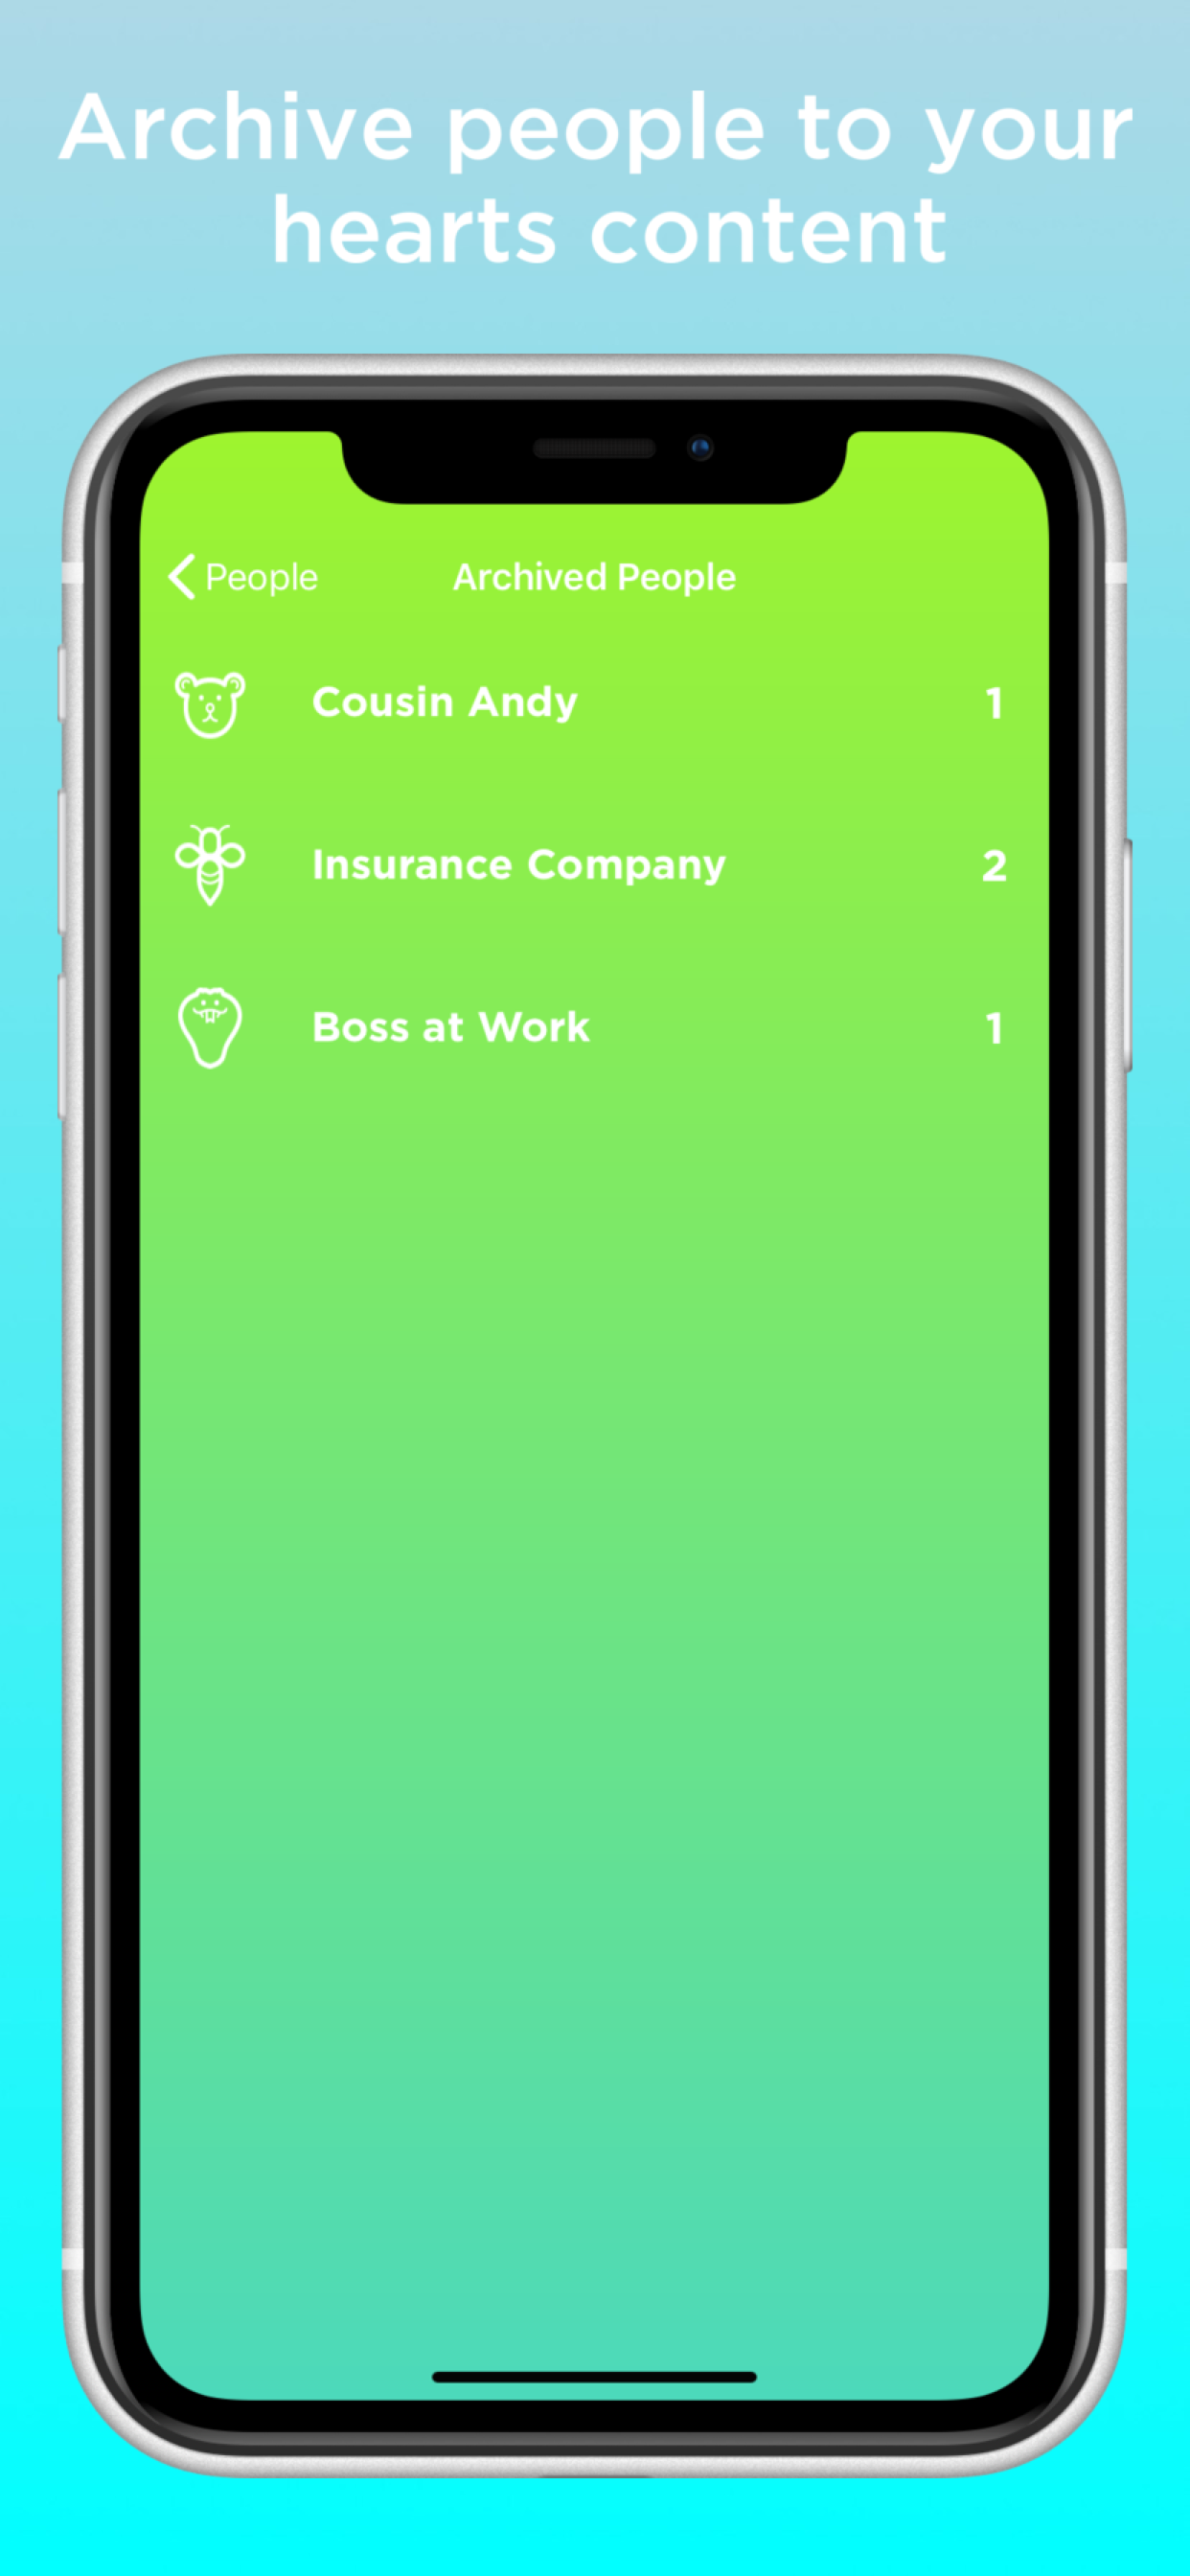 Archive people to your
hearts content
People
Archived People
Cousin Andy
1
Insurance Company
2
Boss at Work
1